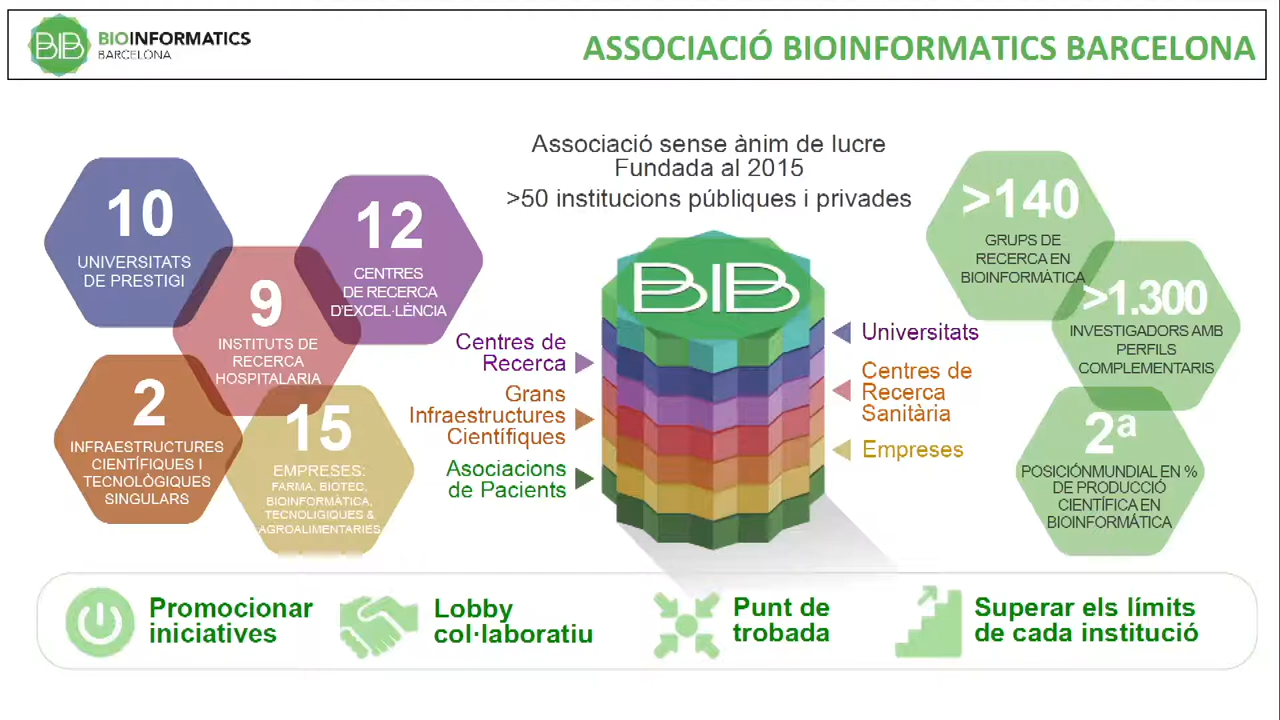 BIB
BIOINFORMATICS
BARCELONA
ASSOCIACIÓ BIOINFORMATICS BARCELONA
Associació sense ànim de lucre
Fundada al 2015
>50 institucions públiques i privades
10
UNIVERSITATS
DE PRESTIGI
12
CENTRES
DE RECERCA
D'EXCEL·LÈNCIA
9
INSTITUTS DE
RECERCA
HOSPITALARIA
2
INFRAESTRUCTURES
CIENTÍFIQUES I
TECNOLÒGIQUES
SINGULARS
15
EMPRESES:
FARMA, BIOTEC,
BIOINFORMÀTICA,
TECNOLIGIQUES &
AGROALIMENTARIES
BIB
Centres de
Recerca
Grans
Infraestructures
Científiques
Asociacions
de Pacients
Universitats
Centres de
Recerca
Sanitària
Empreses
>140
GRUPS DE
RECERCA EN
BIOINFORMÀTICA
>1.300
INVESTIGADORS AMB
PERFILS
COMPLEMENTARIS
2ª
POSICIÓNMUNDIAL EN %
DE PRODUCCIÓ
CIENTÍFICA EN
BIOINFORMÁTICA
Promocionar
iniciatives
Lobby
col·laboratiu
Punt de
trobada
Superar els límits
de cada institució